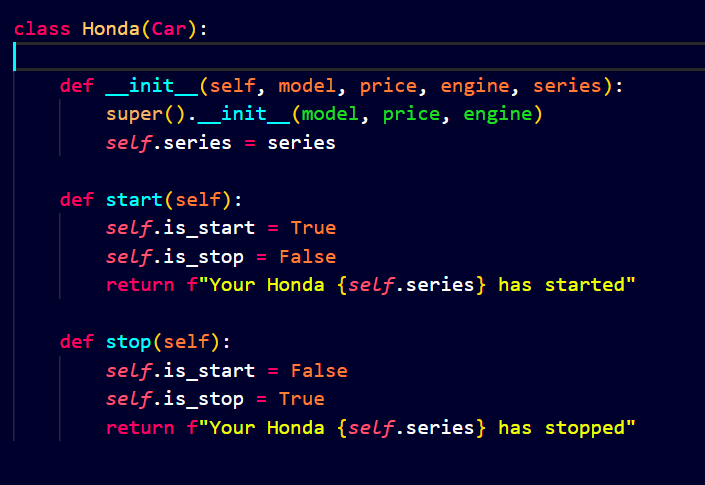 class Honda(Car):
    def __init__(self, model, price, engine, series):
        super().__init__(model, price, engine)
        self.series = series
    def start(self):
        self.is_start = True
        self.is_stop = False
        return f"Your Honda {self.series} has started"
    def stop(self):
        self.is_start = False
        self.is_stop = True
        return f"Your Honda {self.series} has stopped"